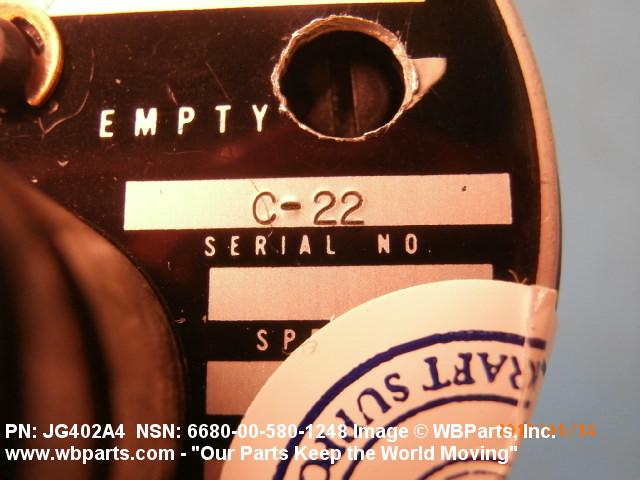 EMPTY
C-22
SERIAL NO.
PN: JG402A4 NSN: 6680-00-580-1248 Image © WBParts, Inc.
www.wbparts.com - "Our Parts Keep the World Moving"